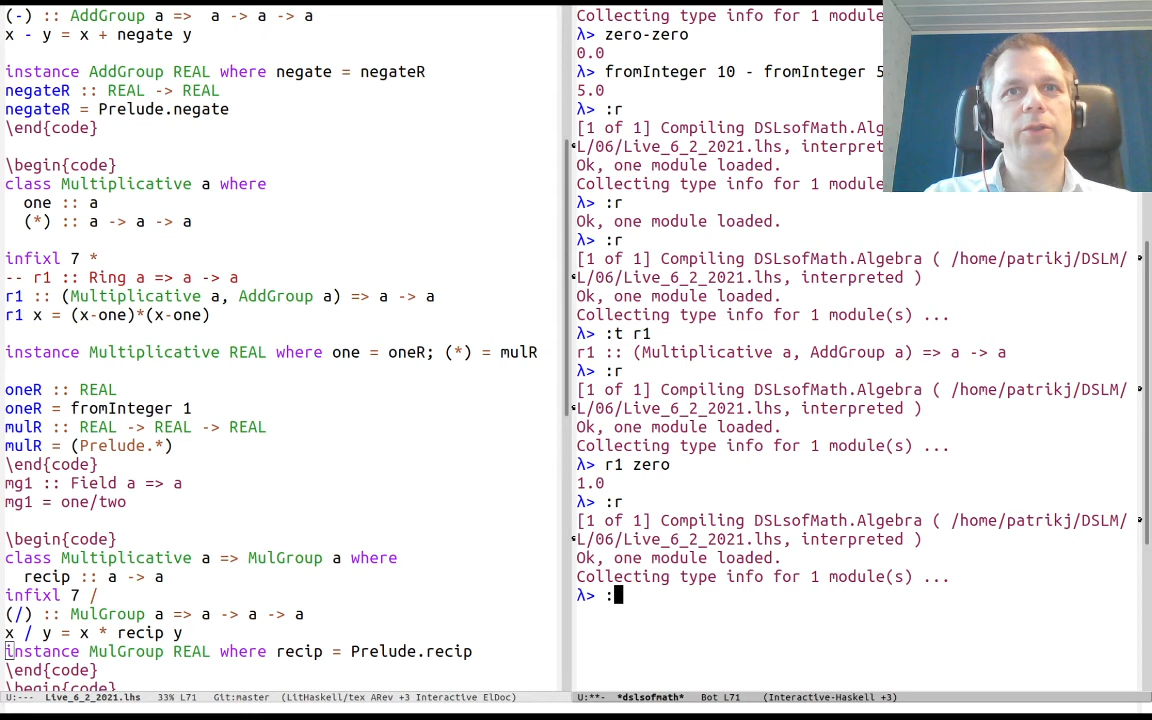 (-) :: AddGroup a =>  a -> a -> a
x - y = x + negate y
instance AddGroup REAL where negate = negateR
negateR :: REAL -> REAL
negateR = Prelude.negate
\end{code}
\begin{code}
class Multiplicative a where
  one :: a
  (*) :: a -> a -> a
infixl 7 *
-- r1 :: Ring a => a -> a
r1 :: (Multiplicative a, AddGroup a) => a -> a
r1 x = (x-one)*(x-one)
instance Multiplicative REAL where one = oneR; (*) = mulR
oneR :: REAL
oneR = fromInteger 1
mulR :: REAL -> REAL -> REAL
mulR = (Prelude.*)
\end{code}
mg1 :: Field a => a
mg1 = one/two
\begin{code}
class Multiplicative a => MulGroup a where
  recip :: a -> a
infixl 7 /
(/) :: MulGroup a => a -> a -> a
x / y = x * recip y
instance MulGroup REAL where recip = Prelude.recip
\end{code}
\begin{code}
U:---  Live_6_2_2021.lhs   33% L71   Git:master  (LitHaskell/tex ARev +3 Interactive ElDoc)
Collecting type info for 1 module
λ> zero-zero
0.0
λ> fromInteger 10 - fromInteger 5
5.0
λ> :r
[1 of 1] Compiling DSLsofMath.Alg
L/06/Live_6_2_2021.lhs, interpret
Ok, one module loaded.
Collecting type info for 1 module
λ> :r
Ok, one module loaded.
λ> :r
[1 of 1] Compiling DSLsofMath.Algebra ( /home/patrikj/DSLM/
L/06/Live_6_2_2021.lhs, interpreted )
Ok, one module loaded.
Collecting type info for 1 module(s) ...
λ> :t r1
r1 :: (Multiplicative a, AddGroup a) => a -> a
λ> :r
[1 of 1] Compiling DSLsofMath.Algebra ( /home/patrikj/DSLM/
L/06/Live_6_2_2021.lhs, interpreted )
Ok, one module loaded.
Collecting type info for 1 module(s) ...
λ> r1 zero
1.0
λ> :r
[1 of 1] Compiling DSLsofMath.Algebra ( /home/patrikj/DSLM/
L/06/Live_6_2_2021.lhs, interpreted )
Ok, one module loaded.
Collecting type info for 1 module(s) ...
λ> :
U:**-  *dslsofmath*   Bot L71   (Interactive-Haskell +3)